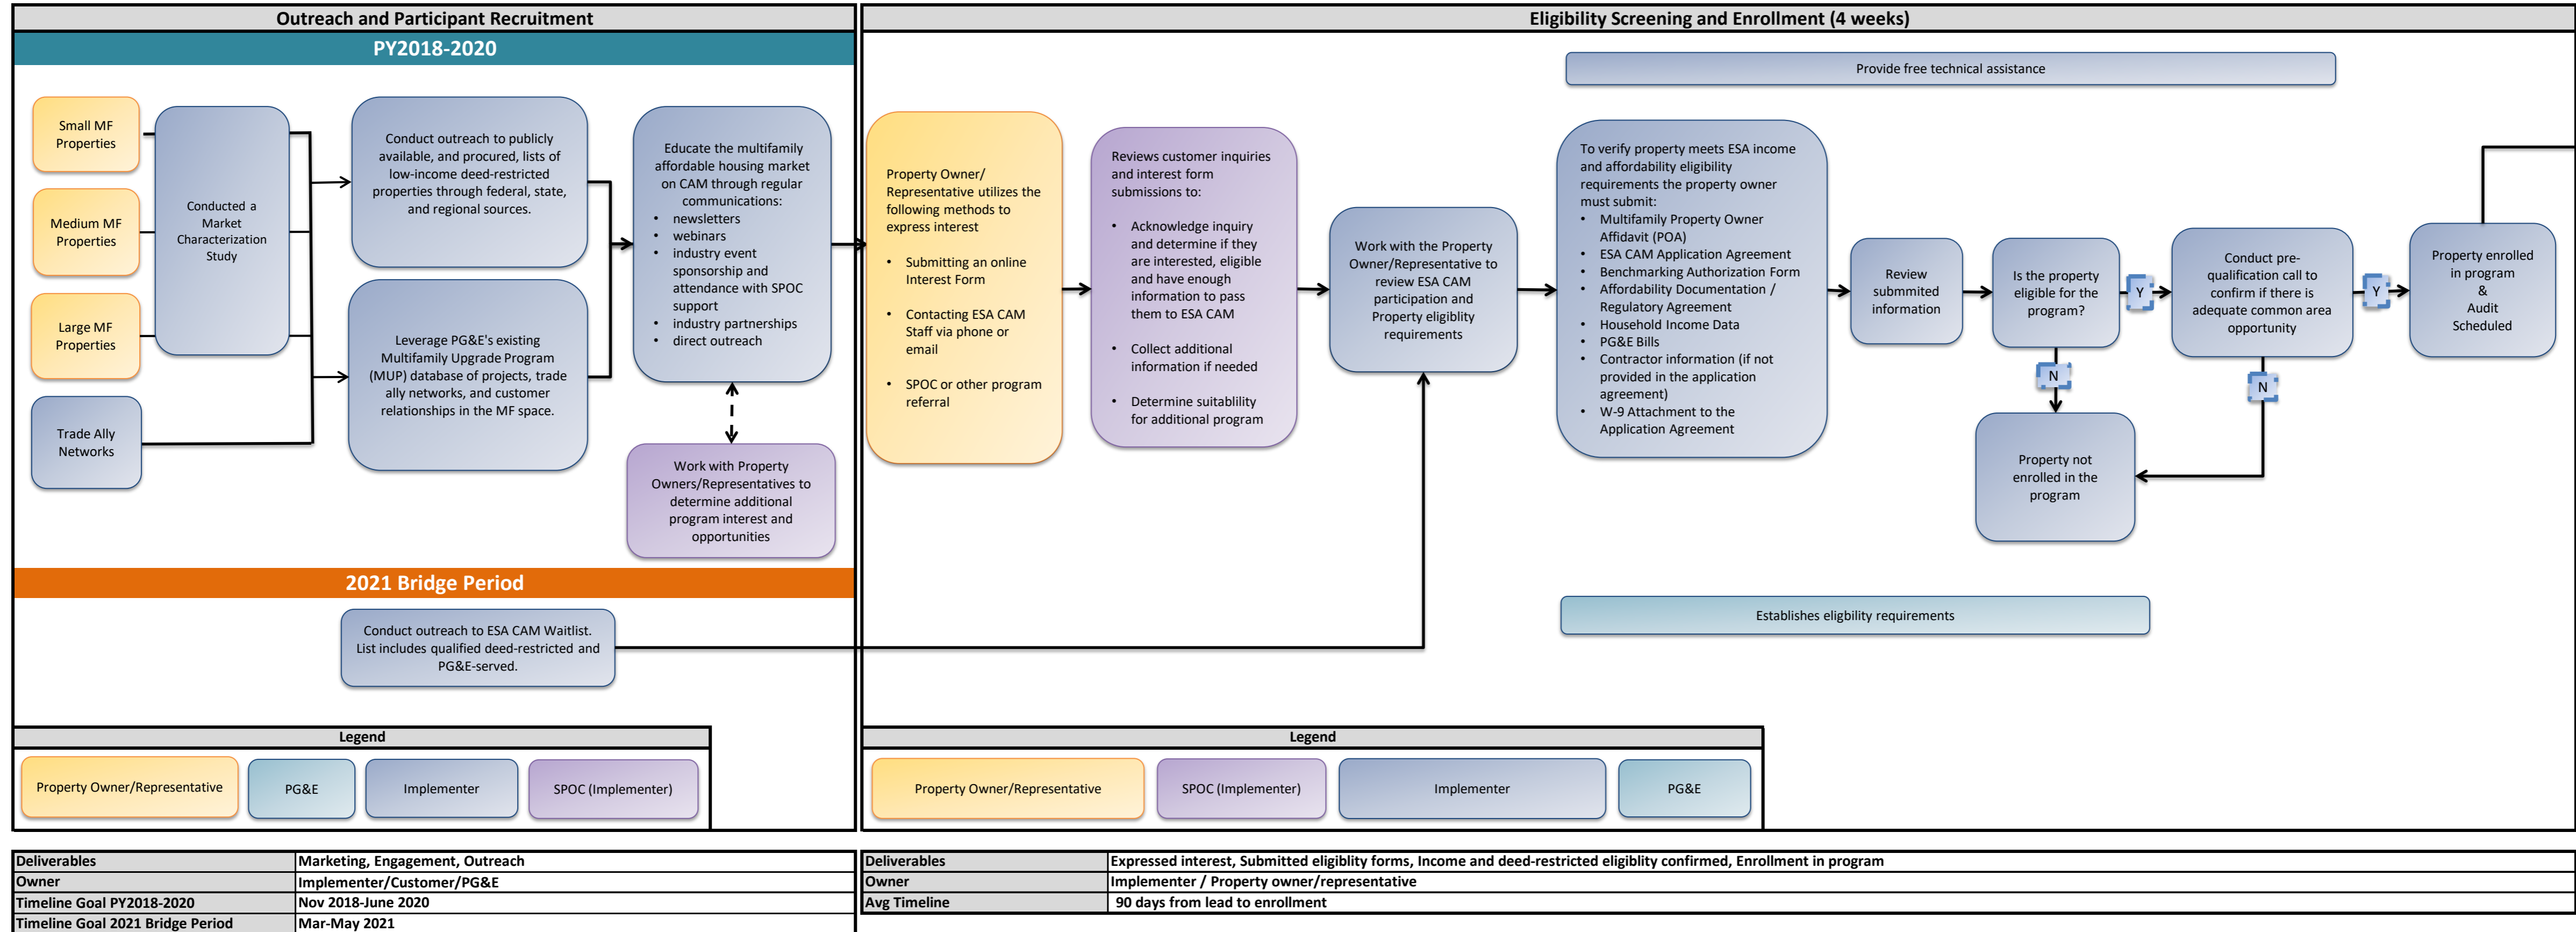 Outreach and Participant Recruitment
PY2018-2020
Small MF
Properties
Medium MF
Properties
Large MF
Properties
Trade Ally
Networks
Conducted a
Market
Characterization
Study
Conduct outreach to publicly
available, and procured, lists of
low-income deed-restricted
properties through federal, state,
and regional sources.
Leverage PG&E's existing
Multifamily Upgrade Program
(MUP) database of projects, trade
ally networks, and customer
relationships in the MF space.
Educate the multifamily
affordable housing market
on CAM through regular
communications:
• newsletters
• webinars
• industry event
sponsorship and
attendance with SPOC
support
• industry partnerships
• direct outreach
Work with Property
Owners/Representatives to
determine additional
program interest and
opportunities
2021 Bridge Period
Conduct outreach to ESA CAM Waitlist.
List includes qualified deed-restricted and
PG&E-served.
Legend
Property Owner/Representative
PG&E
Implementer
SPOC (Implementer)
Deliverables Marketing, Engagement, Outreach
Owner Implementer/Customer/PG&E
Timeline Goal PY2018-2020 Nov 2018-June 2020
Timeline Goal 2021 Bridge Period Mar-May 2021
Eligibility Screening and Enrollment (4 weeks)
Provide free technical assistance
Property Owner/
Representative utilizes the
following methods to
express interest
• Submitting an online
Interest Form
• Contacting ESA CAM
Staff via phone or
email
• SPOC or other program
referral
Reviews customer inquiries
and interest form
submissions to:
• Acknowledge inquiry
and determine if they
are interested, eligible
and have enough
information to pass
them to ESA CAM
• Collect additional
information if needed
• Determine suitablility
for additional program
Work with the Property
Owner/Representative to
review ESA CAM
participation and
Property eligiblity
requirements
To verify property meets ESA income
and affordability eligibility
requirements the property owner
must submit:
• Multifamily Property Owner
Affidavit (POA)
• ESA CAM Application Agreement
• Benchmarking Authorization Form
• Affordability Documentation /
Regulatory Agreement
• Household Income Data
• PG&E Bills
• Contractor information (if not
provided in the application
agreement)
• W-9 Attachment to the
Application Agreement
Review
submmited
information
Is the property
eligible for the
program?
Y
N
Conduct pre-
qualification call to
confirm if there is
adequate common area
opportunity
Y
N
Property enrolled
in program
&
Audit
Scheduled
Property not
enrolled in the
program
Establishes eligbility requirements
Legend
Property Owner/Representative
SPOC (Implementer)
Implementer
PG&E
Deliverables Expressed interest, Submitted eligiblity forms, Income and deed-restricted eligiblity confirmed, Enrollment in program
Owner Implementer / Property owner/representative
Avg Timeline 90 days from lead to enrollment